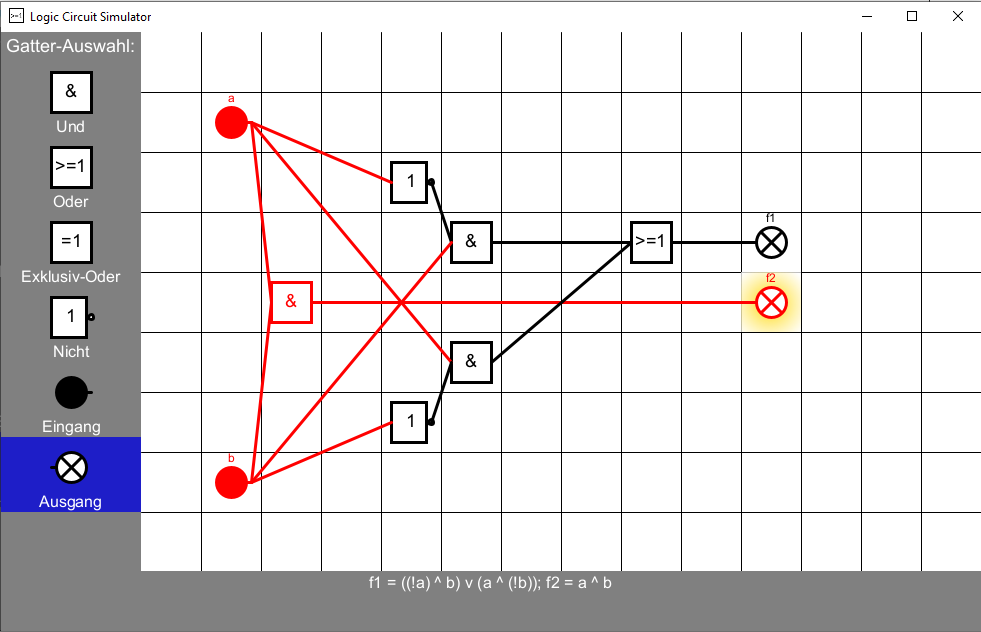 >=1 Logic Circuit Simulator
Gatter-Auswahl:
&
Und
>=1
Oder
=1
Exklusiv-Oder
1
Nicht
Eingang
Ausgang
a
1
&
>=1
f1
&
f2
&
1
b
f1 = ((!a) ^ b) v (a ^ (!b)); f2 = a ^ b